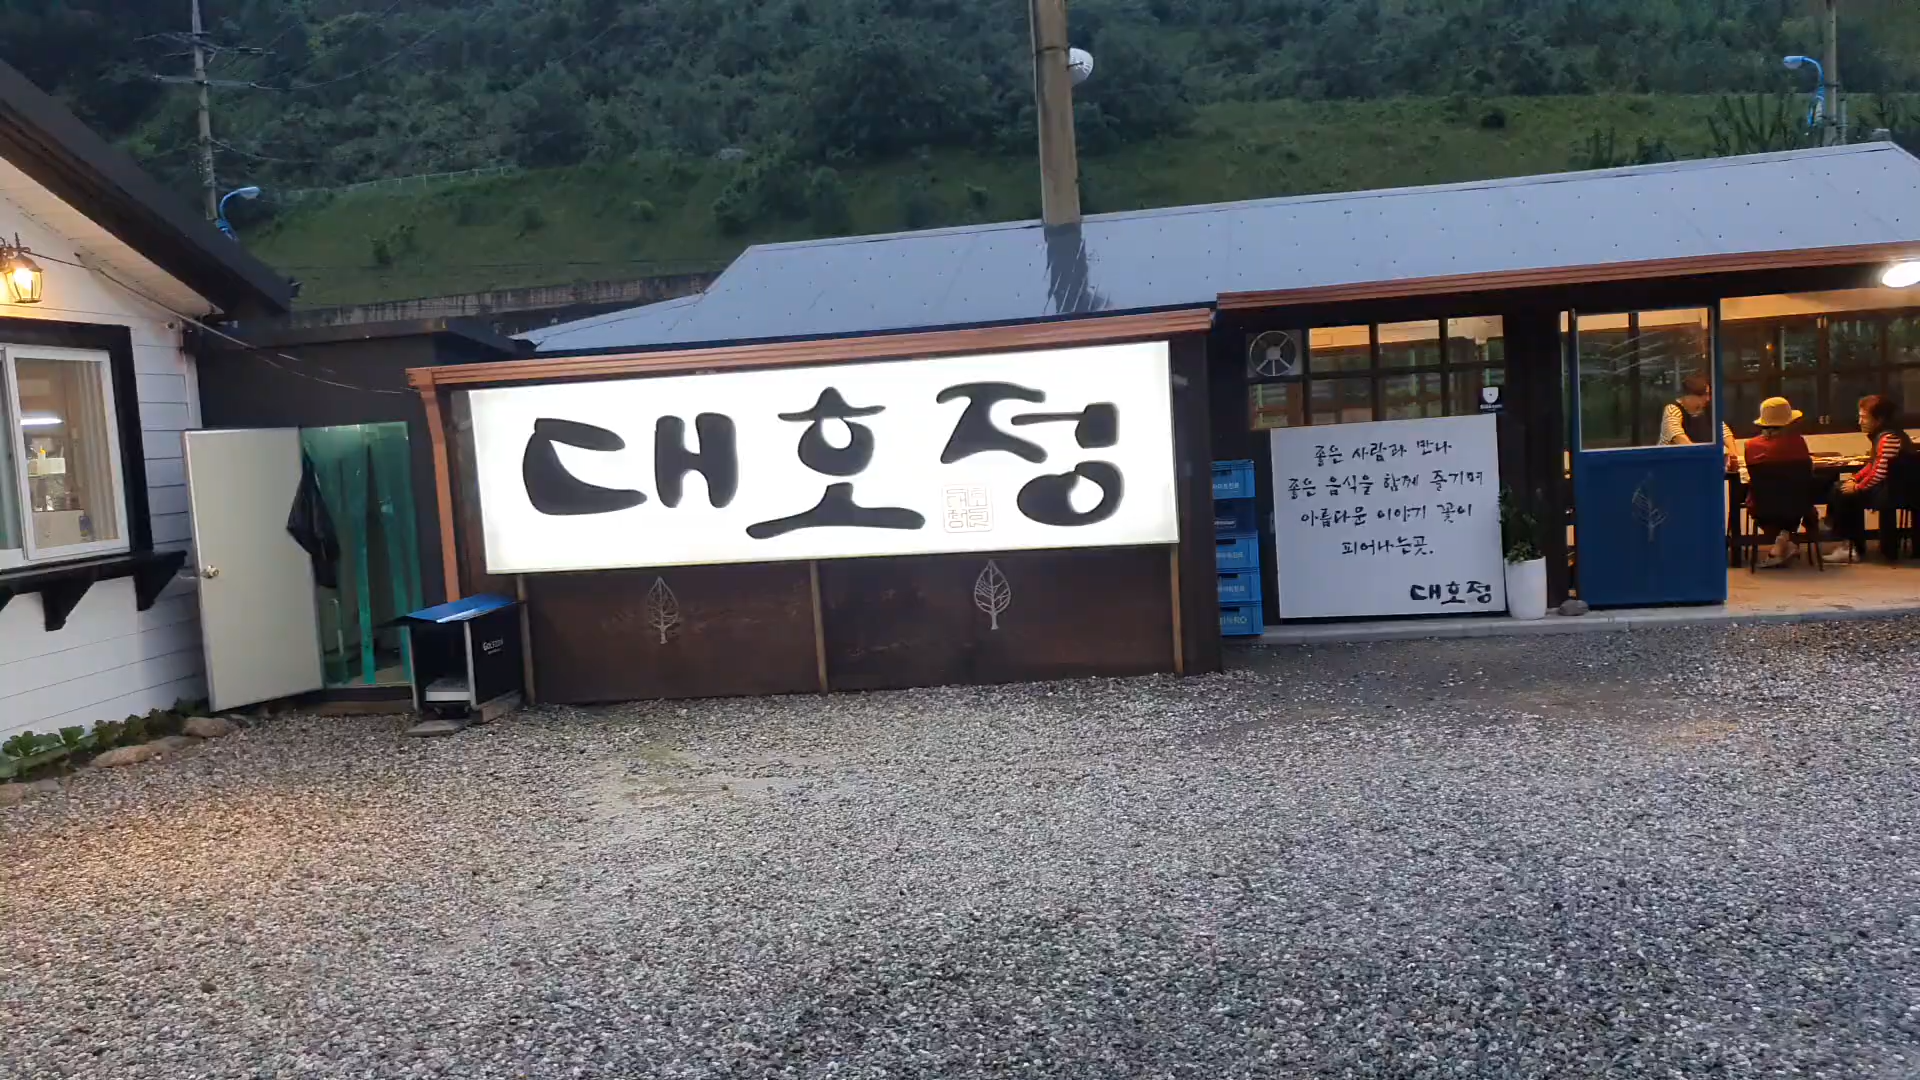 대호정
좋은 사람과 만나
좋은 음식을 함께 즐기며
아름다운 이야기 꽃이
피어나는곳.
대호정